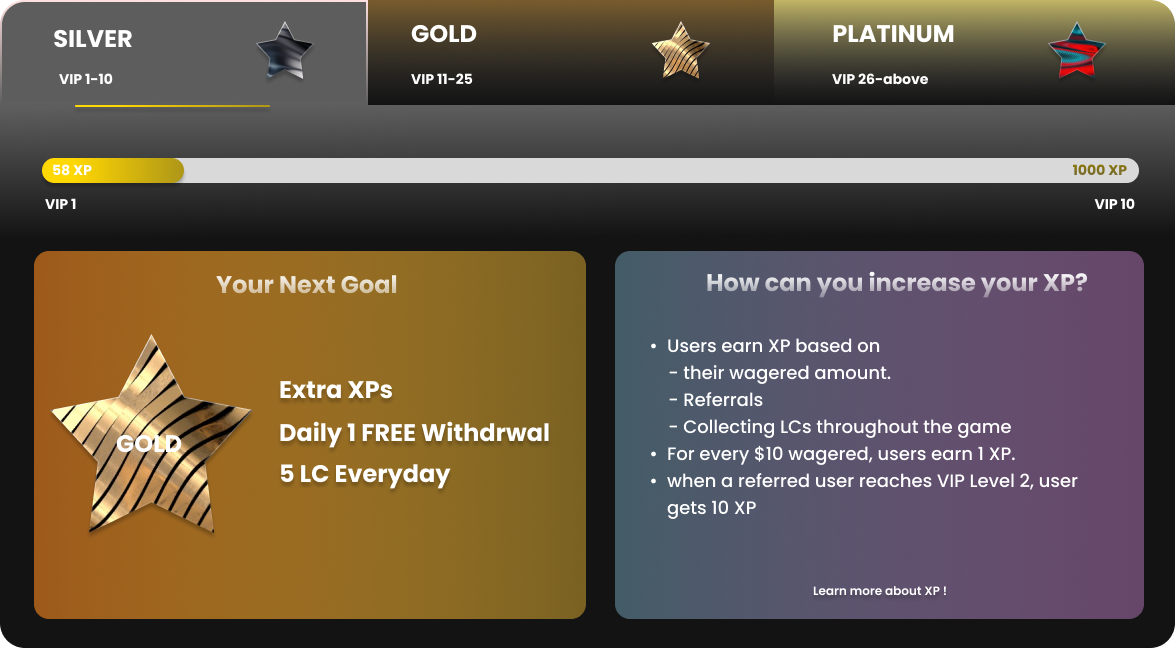 SILVER
VIP 1-10
GOLD
VIP 11-25
PLATINUM
VIP 26-above
58 XP
1000 XP
VIP 1
VIP 10
Your Next Goal
GOLD
Extra XPs
Daily 1 FREE Withdrwal
5 LC Everyday
How can you increase your XP?
• Users earn XP based on
- their wagered amount.
- Referrals
- Collecting LCs throughout the game
• For every $10 wagered, users earn 1 XP.
• when a referred user reaches VIP Level 2, user
gets 10 XP
Learn more about XP !